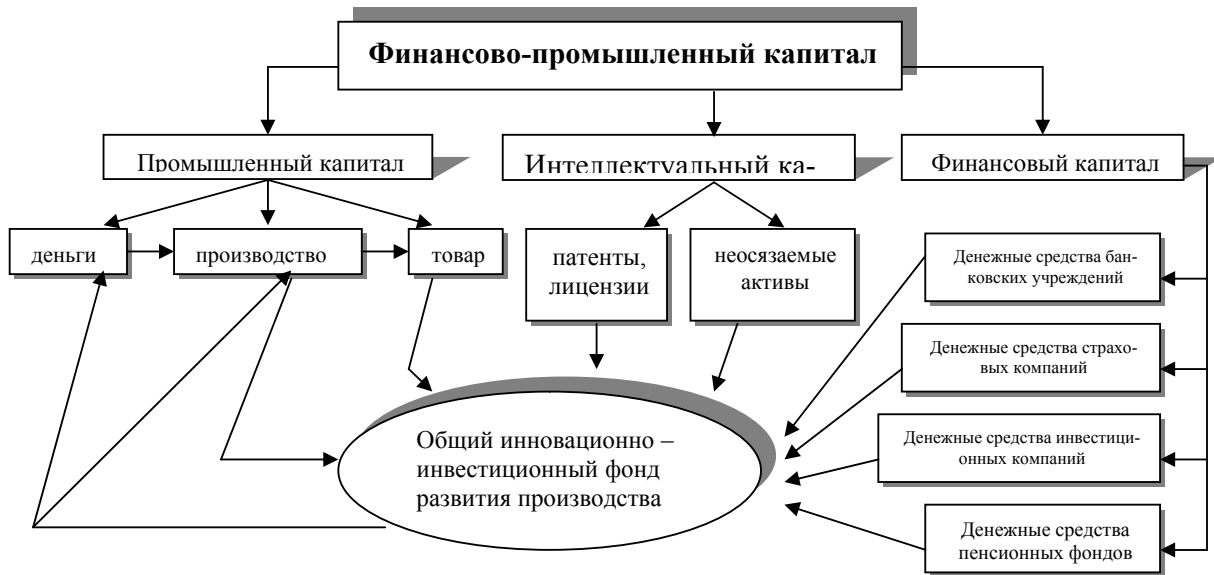 Финансово-промышленный капитал
Промышленный капитал
Интеллектуальный ка-
Финансовый капитал
деньги
производство
товар
патенты,
лицензии
неосязаемые
активы
Денежные средства бан-
ковских учреждений
Денежные средства страхо-
вых компаний
Денежные средства инвестици-
онных компаний
Денежные средства
пенсионных фондов
Общий инновационно –
инвестиционный фонд
развития производства